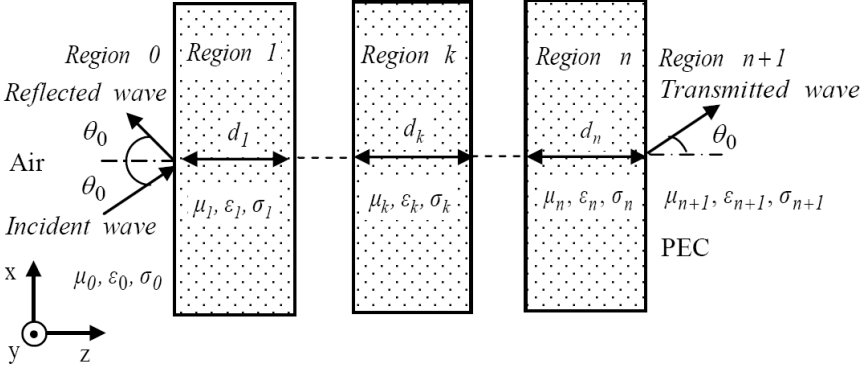 Region 0
Region 1
Region k
Region n
Region n+1
Reflected wave
Transmitted wave
θ0
d1
dk
dn
θ0
Air
θ0
Incident wave
μ1, ε1, σ1
μk, εk, σk
μn, εn, σn
μn+1, εn+1, σn+1
PEC
x
μ0, ε0, σ0
y
z